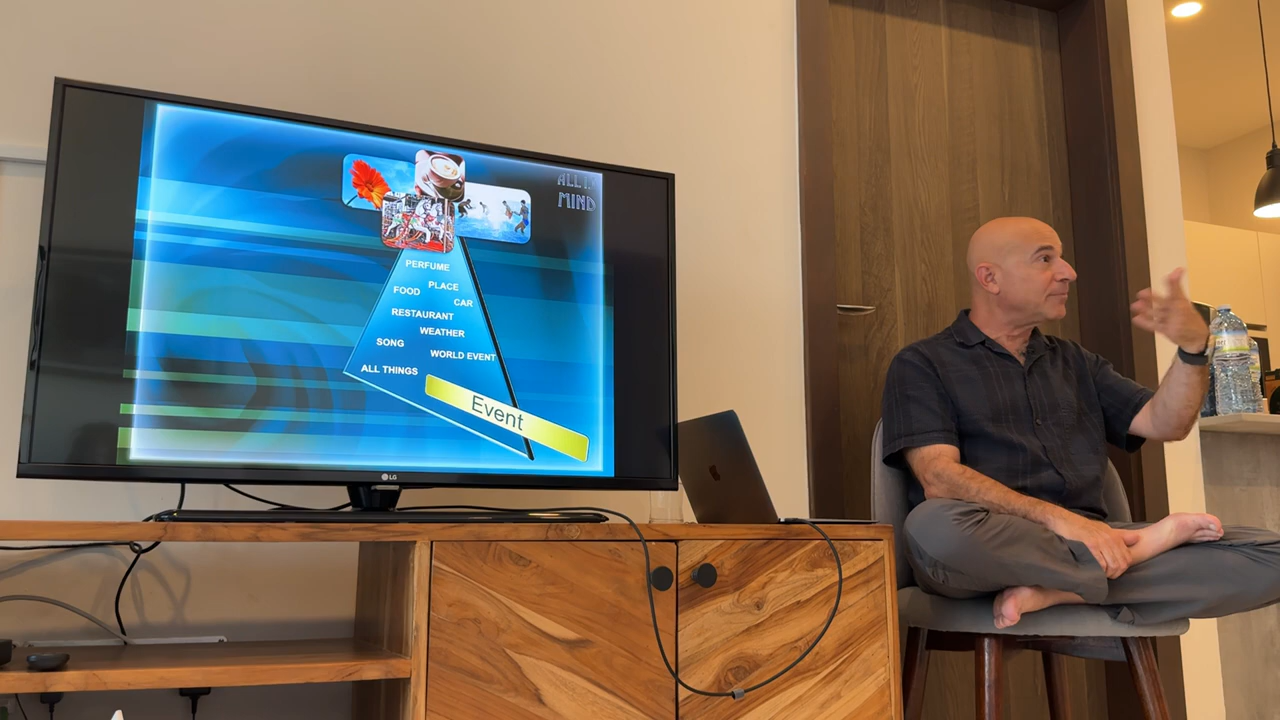 ALL I
MIND
PERFUME
PLACE
FOOD
CAR
RESTAURANT
WEATHER
SONG
WORLD EVENT
ALL THINGS
Event
LG